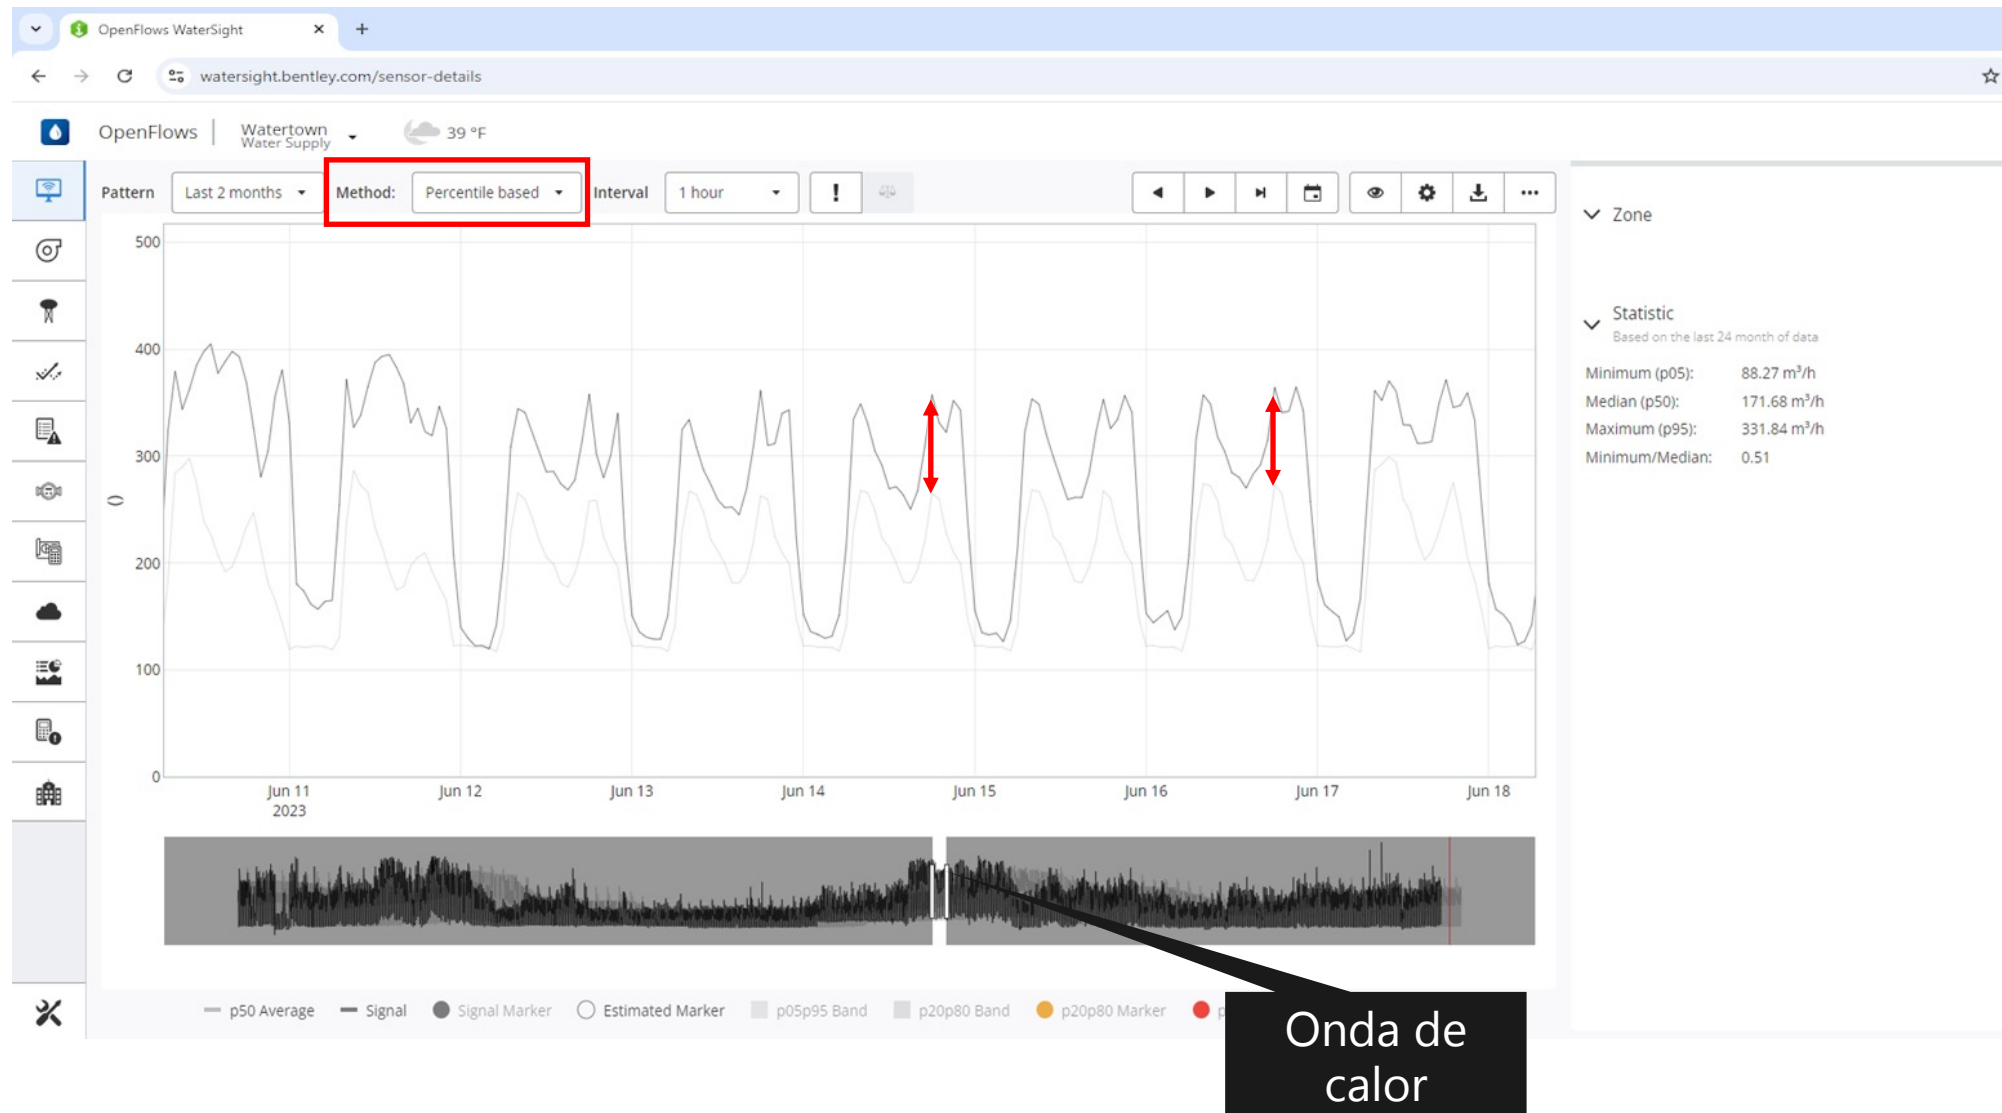 OpenFlows WaterSight
watersight.bentley.com/sensor-details
OpenFlows
Watertown
Water Supply
39 °F
Pattern Last 2 months Method: Percentile based Interval 1 hour
500
400
300
200
100
0
()
Jun 11
2023
Jun 12
Jun 13
Jun 14
Jun 15
Jun 16
Jun 17
Jun 18
Zone
Statistic
Based on the last 24 month of data
Minimum (p05): 88.27 m³/h
Median (p50): 171.68 m³/h
Maximum (p95): 331.84 m³/h
Minimum/Median: 0.51
p50 Average Signal Signal Marker Estimated Marker p05p95 Band p20p80 Band p20p80 Marker
Onda de
calor